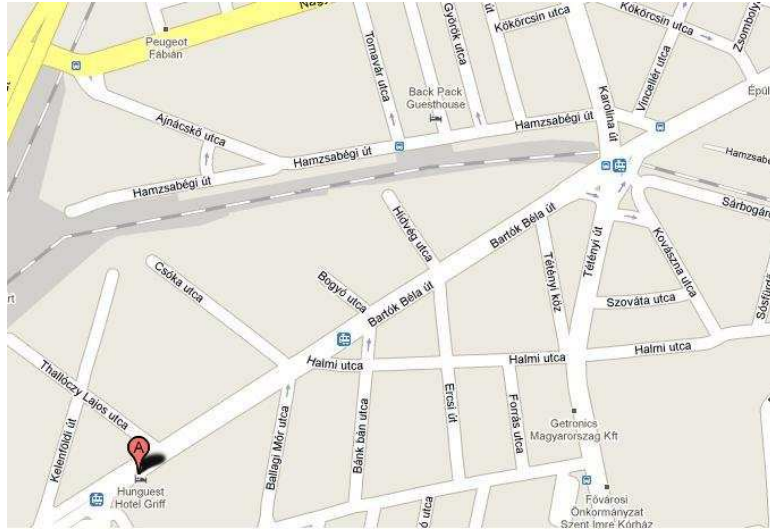 Peugeot
Fábián
Tornavár utca
Györök utca
Kökörcsin utca
Kökörcsin utca
Vincellér utca
Back Pack
Guesthouse
Karolina út
Ajnácskő utca
Hamzsabégi út
Hamzsabégi út
Hamzsabégi út
Hídvég utca
Bartók Béla út
Tétényi út
Tétényi köz
Kovászna utca
Csóka utca
Bogyó utca
Bartók Béla út
Szováta utca
Halmi utca
Halmi utca
Halmi utca
Thallóczy Lajos utca
Kelenföldi út
Ballagi Mór utca
Bánk bán utca
Ercsi út
Forrás utca
Getronics
Magyarország Kft
A
Hunguest
Hotel Griff
Fővárosi
Önkormányzat
Szent Imre Kórház